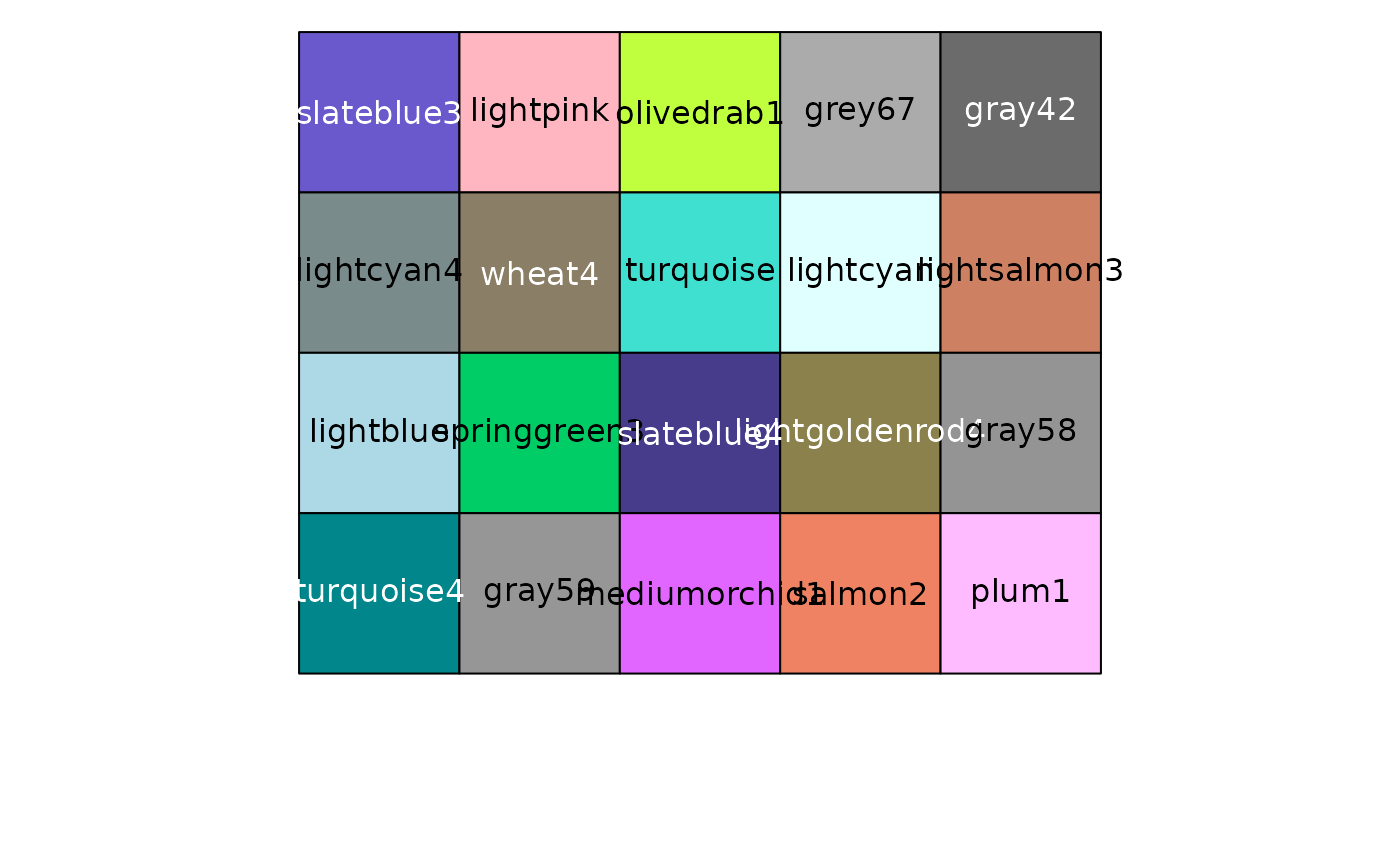 slateblue3 lightpink olivedrab1 grey67 gray42
lightcyan4 wheat4 turquoise lightcyan lightsalmon3
lightblue springgreen3 slateblue4 lightgoldenrod4 gray58
turquoise4 gray59 mediumorchid1 salmon2 plum1